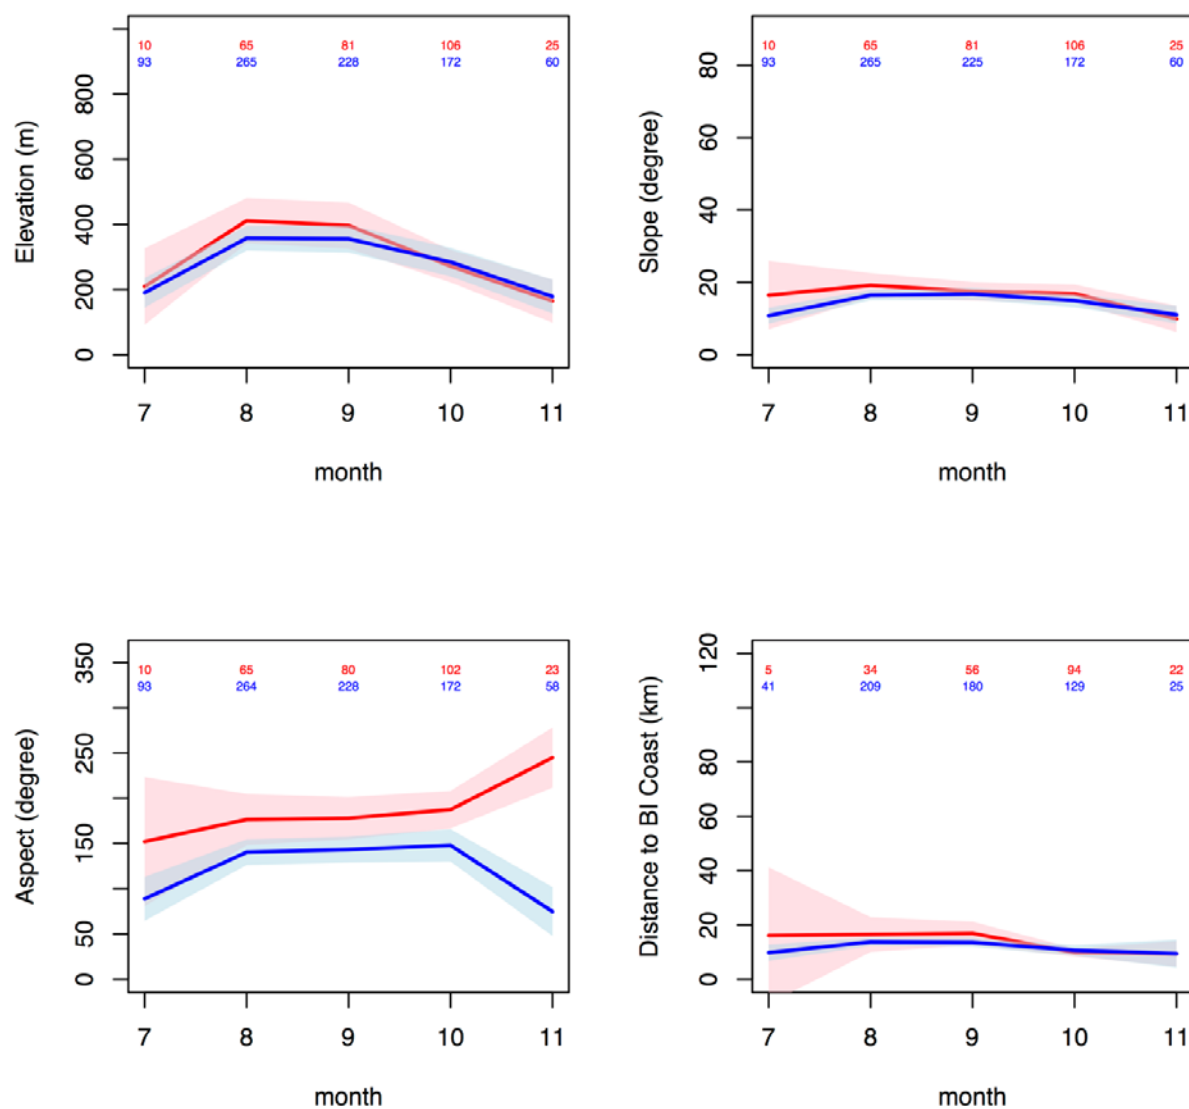 10 65 81 106 25
93 265 228 172 60
Elevation (m)
0 200 400 600 800
7 8 9 10 11
month
10 65 81 106 25
93 265 225 172 60
Slope (degree)
0 20 40 60 80
7 8 9 10 11
month
10 65 80 102 23
93 264 228 172 58
Aspect (degree)
0 50 150 250 350
7 8 9 10 11
month
5 34 56 94 22
41 209 180 129 25
Distance to BI Coast (km)
0 20 40 60 80 120
7 8 9 10 11
month